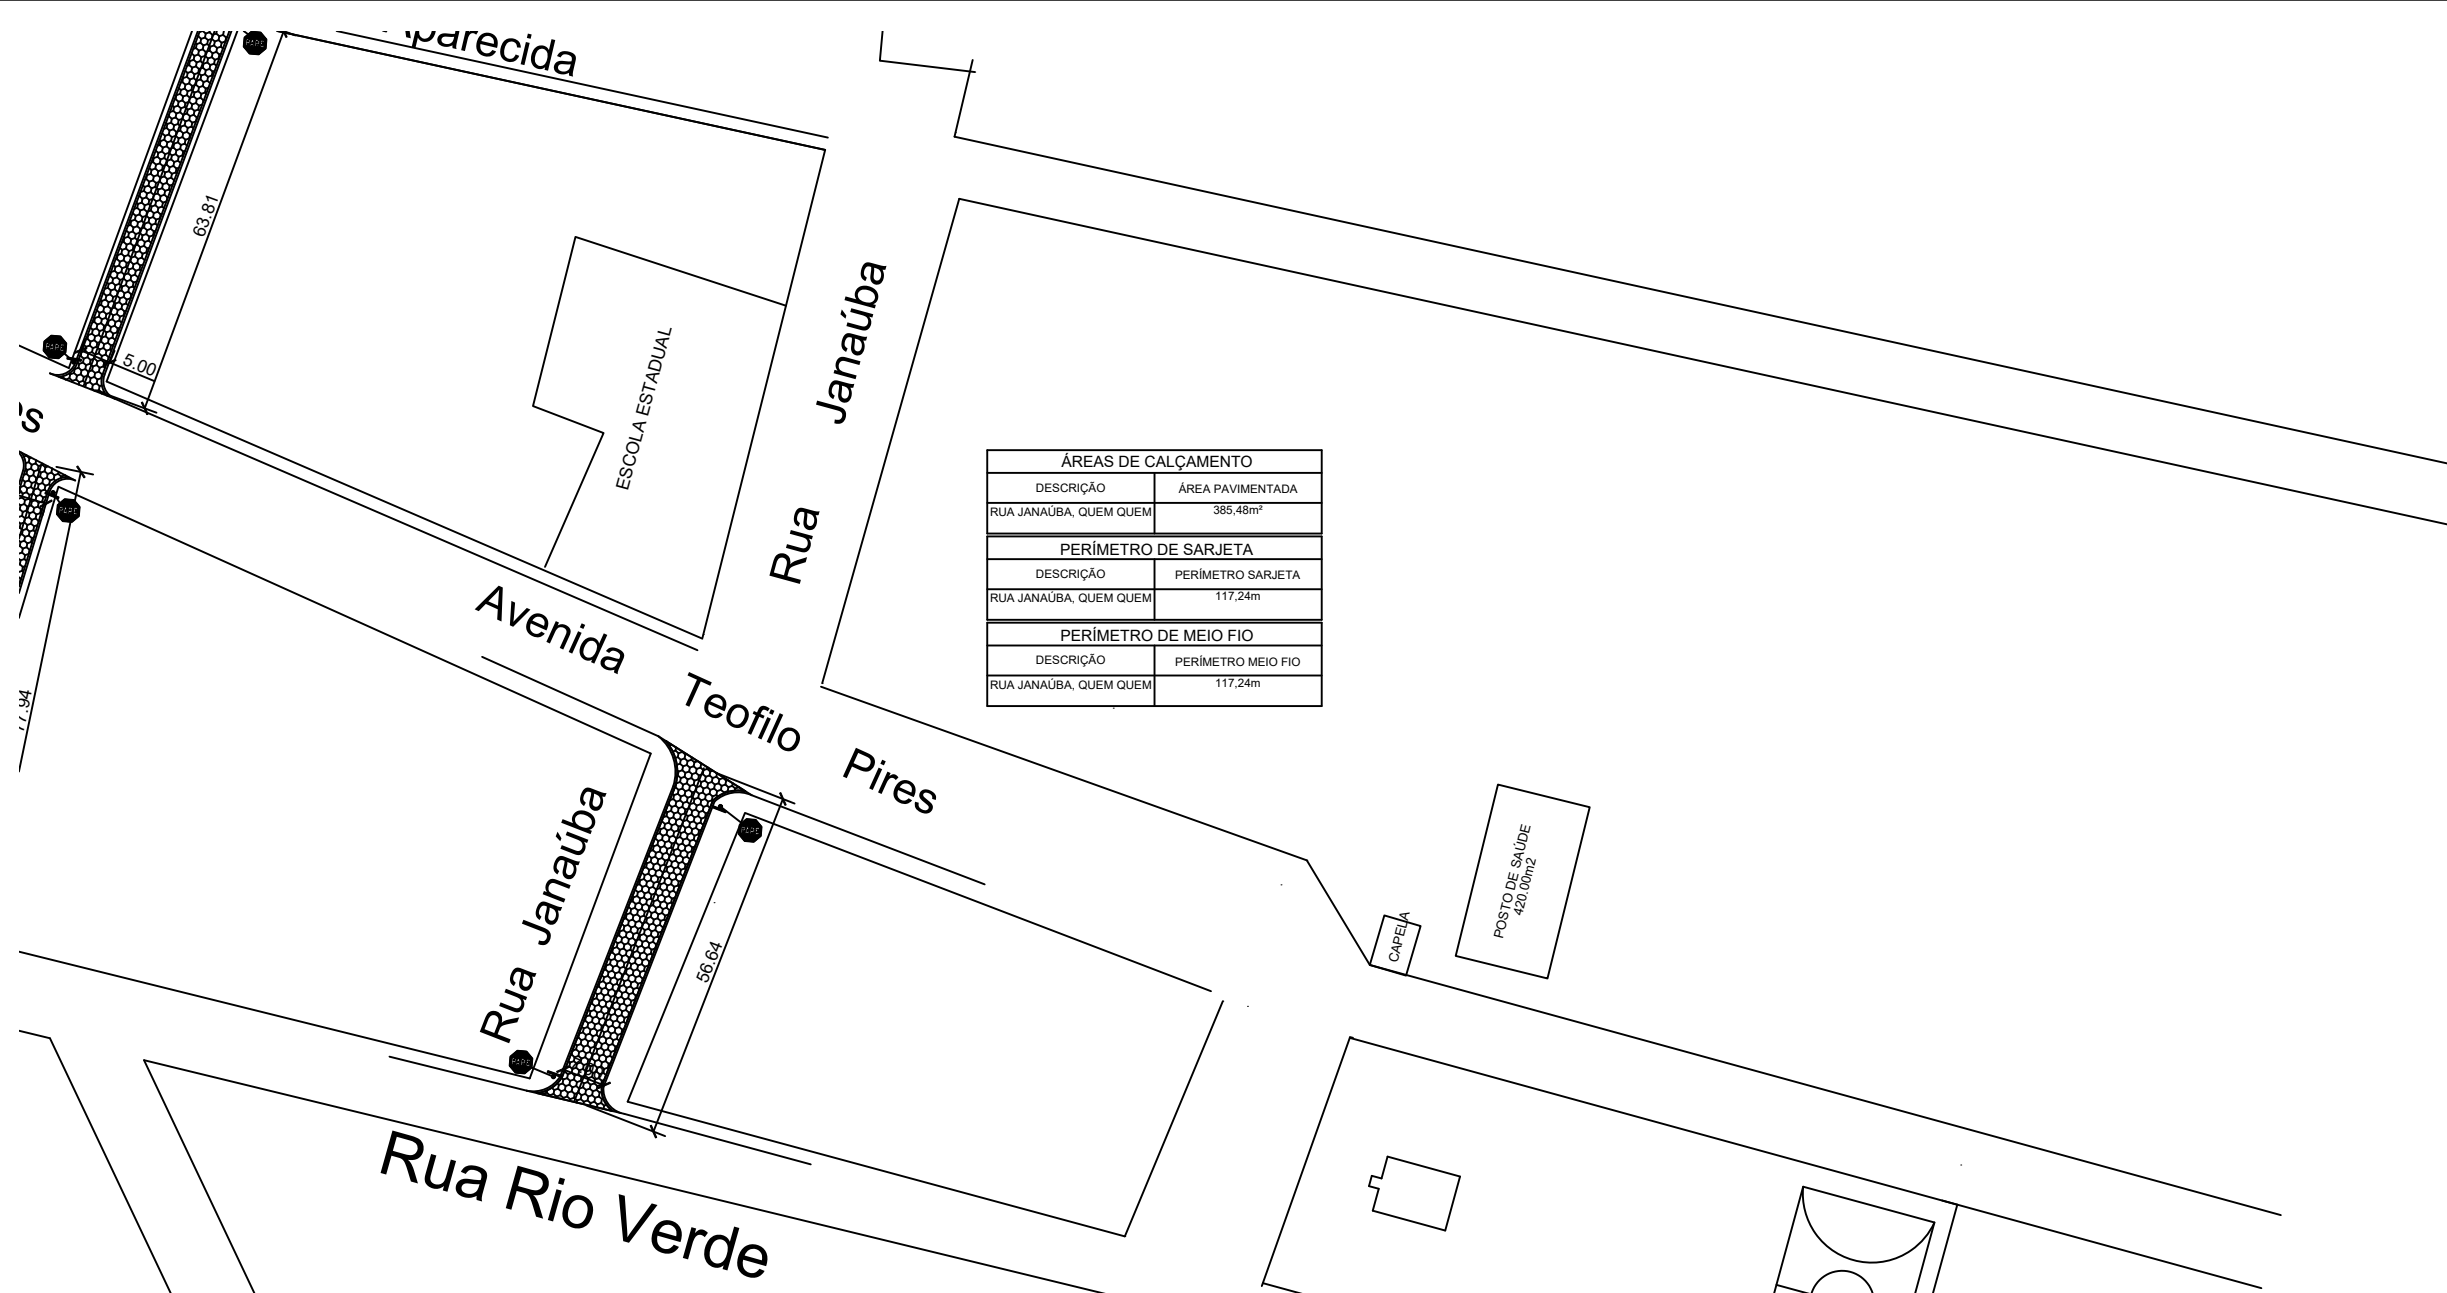 Aparecida
63.81
5.00
ESCOLA ESTADUAL
Rua Janaúba
ÁREAS DE CALÇAMENTO
DESCRIÇÃO ÁREA PAVIMENTADA
RUA JANAÚBA, QUEM QUEM 385,48m²
PERÍMETRO DE SARJETA
DESCRIÇÃO PERÍMETRO SARJETA
RUA JANAÚBA, QUEM QUEM 117,24m
PERÍMETRO DE MEIO FIO
DESCRIÇÃO PERÍMETRO MEIO FIO
RUA JANAÚBA, QUEM QUEM 117,24m
Avenida Teofilo Pires
Rua Janaúba
56.64
CAPELA
POSTO DE SAÚDE
420.00m2
Rua Rio Verde